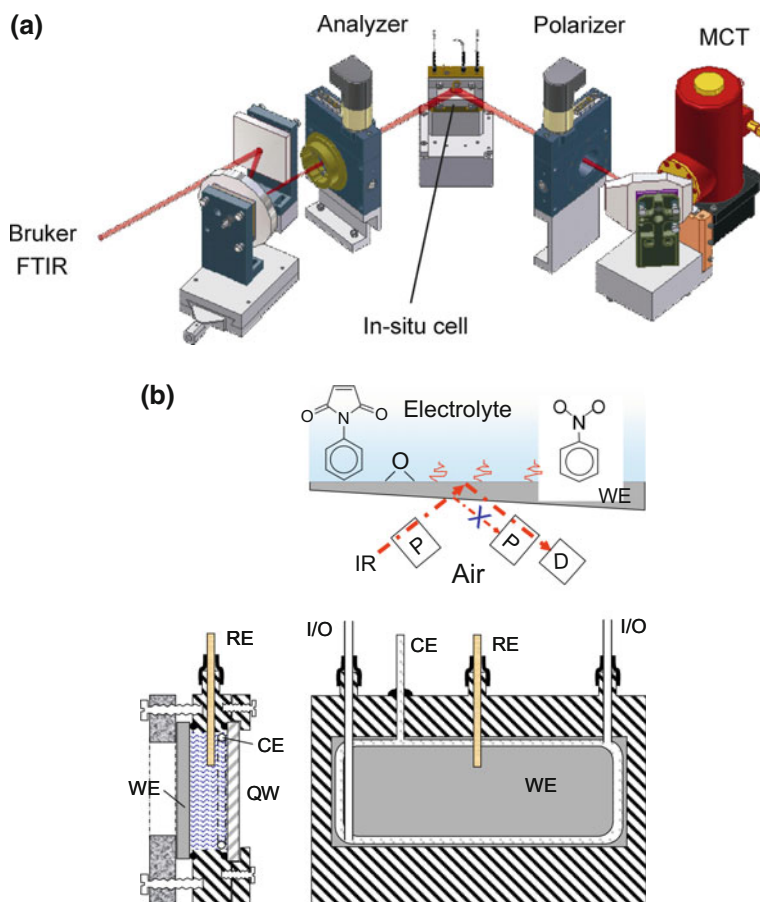 (a)
Analyzer
Polarizer
MCT
Bruker
FTIR
In-situ cell
(b)
Electrolyte
O N O
O
O O
N
WE
P
P
D
IR
Air
RE
CE
WE
QW
I/O
CE
RE
I/O
WE